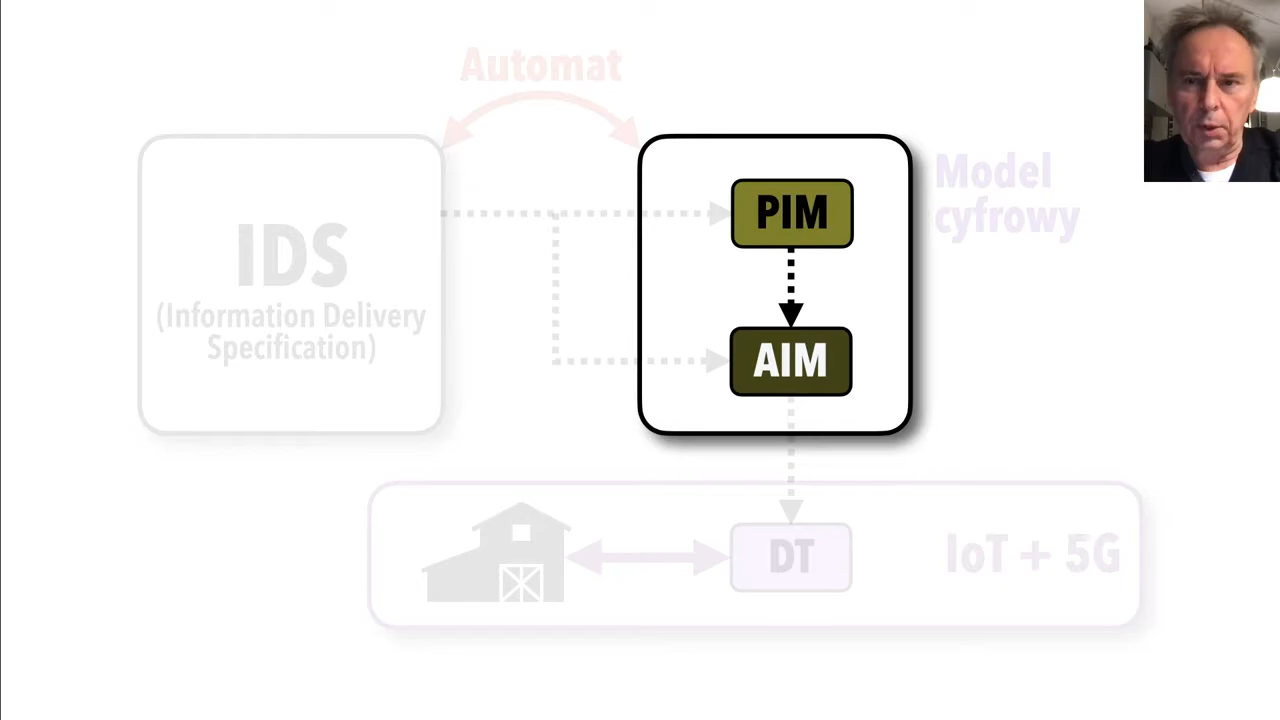 Automat
IDS
(Information Delivery
Specification)
PIM
AIM
Model
cyfrowy
DT
IoT + 5G